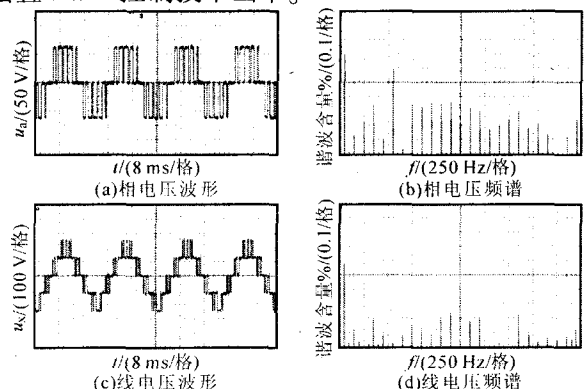 u_a/(50 V/格)
t/(8 ms/格)
(a)相电压波形
谐波含量%/(0.1/格)
f/(250 Hz/格)
(b)相电压频谱
u_x/(100 V/格)
t/(8 ms/格)
(c)线电压波形
谐波含量%/(0.1/格)
f/(250 Hz/格)
(d)线电压频谱